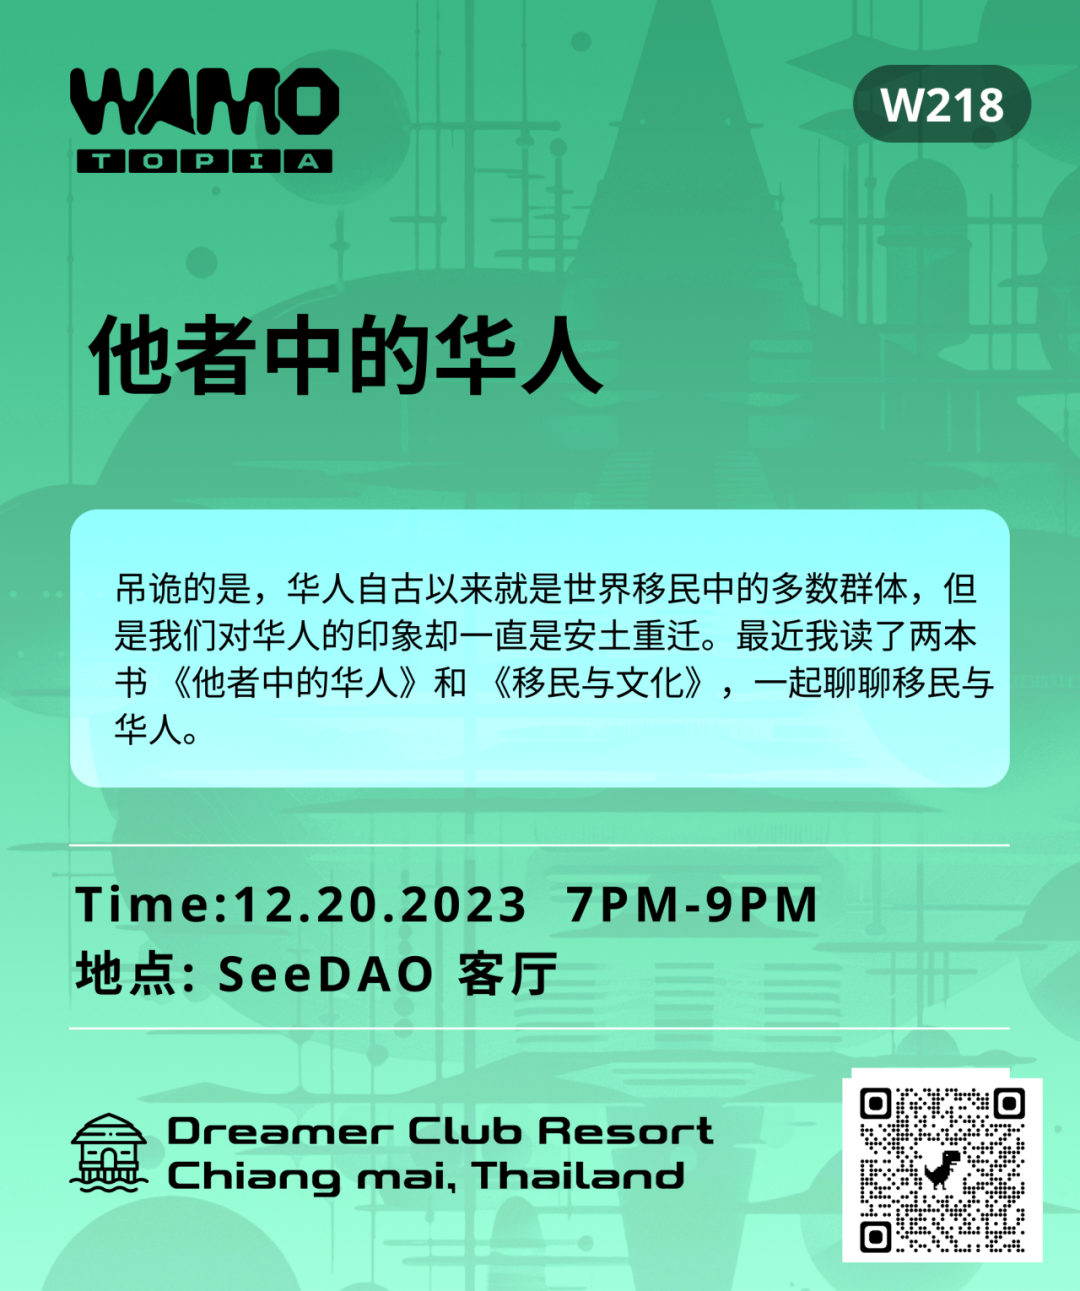 WAMO
TOPIA
W218
他者中的华人
吊诡的是，华人自古以来就是世界移民中的多数群体，但
是我们对华人的印象却一直是安土重迁。最近我读了两本
书 《他者中的华人》和 《移民与文化》，一起聊聊移民与
华人。
Time:12.20.2023 7PM-9PM
地点: SeeDAO 客厅
Dreamer Club Resort
Chiang mai, Thailand